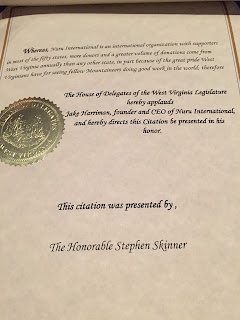 Whereas, Nuru International is an international organization with supporters
in most of the fifty states, were donors and a greater volume of donations come from
West Virginia annually then any other state, in part because of the great pride West
Virginians have for seeing fellow Mountaineers doing good work in the world; therefore
The House of Delegates of the West Virginia Legislature
hereby applauds
Jake Harriman, founder and CEO of Nuru International,
and hereby directs this Citation be presented in his
honor.
This citation was presented by,
The Honorable Stephen Skinner